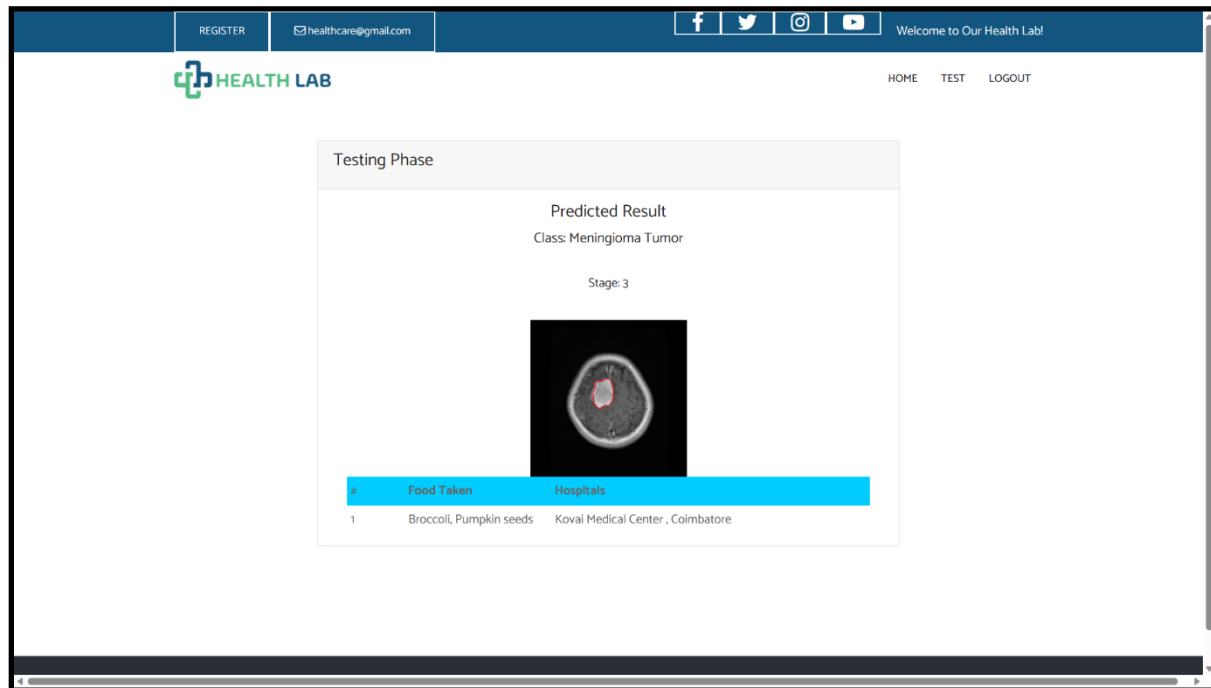 REGISTER healthcare@gmail.com Welcome to Our Health Lab!
HEALTH LAB HOME TEST LOGOUT
Testing Phase
Predicted Result
Class: Meningioma Tumor
Stage: 3
# Food Taken Hospitals
1 Broccoli, Pumpkin seeds Kovai Medical Center , Coimbatore